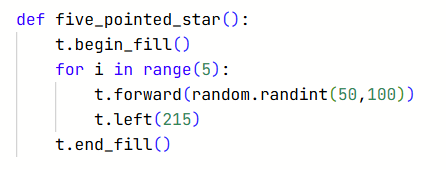 def five_pointed_star():
    t.begin_fill()
    for i in range(5):
        t.forward(random.randint(50,100))
        t.left(215)
    t.end_fill()